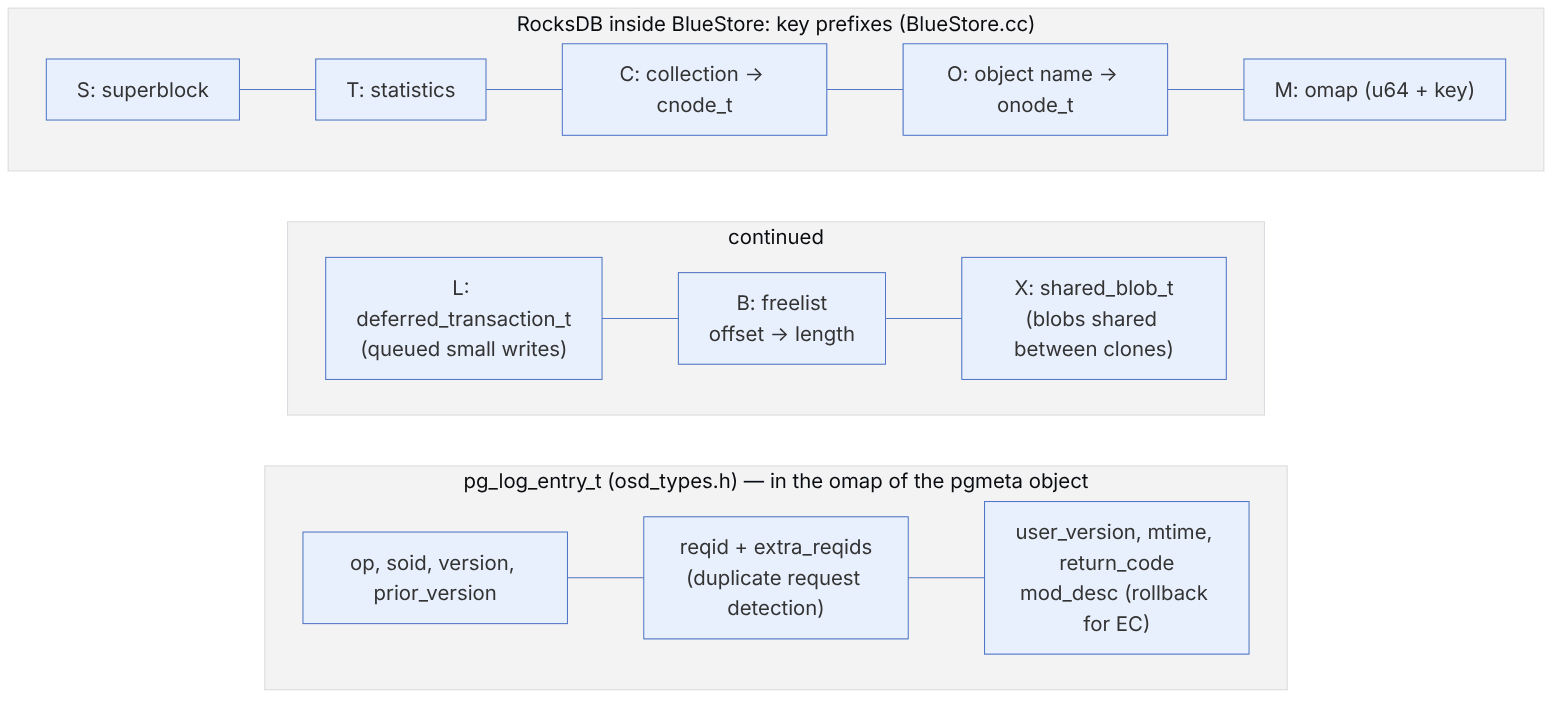 RocksDB inside BlueStore: key prefixes (BlueStore.cc)
S: superblock
T: statistics
C: collection →
cnode_t
O: object name →
onode_t
M: omap (u64 + key)
continued
L:
deferred_transaction_t
(queued small writes)
B: freelist
offset → length
X: shared_blob_t
(blobs shared
between clones)
pg_log_entry_t (osd_types.h) — in the omap of the pgmeta object
op, soid, version,
prior_version
reqid + extra_reqids
(duplicate request
detection)
user_version, mtime,
return_code
mod_desc (rollback
for EC)